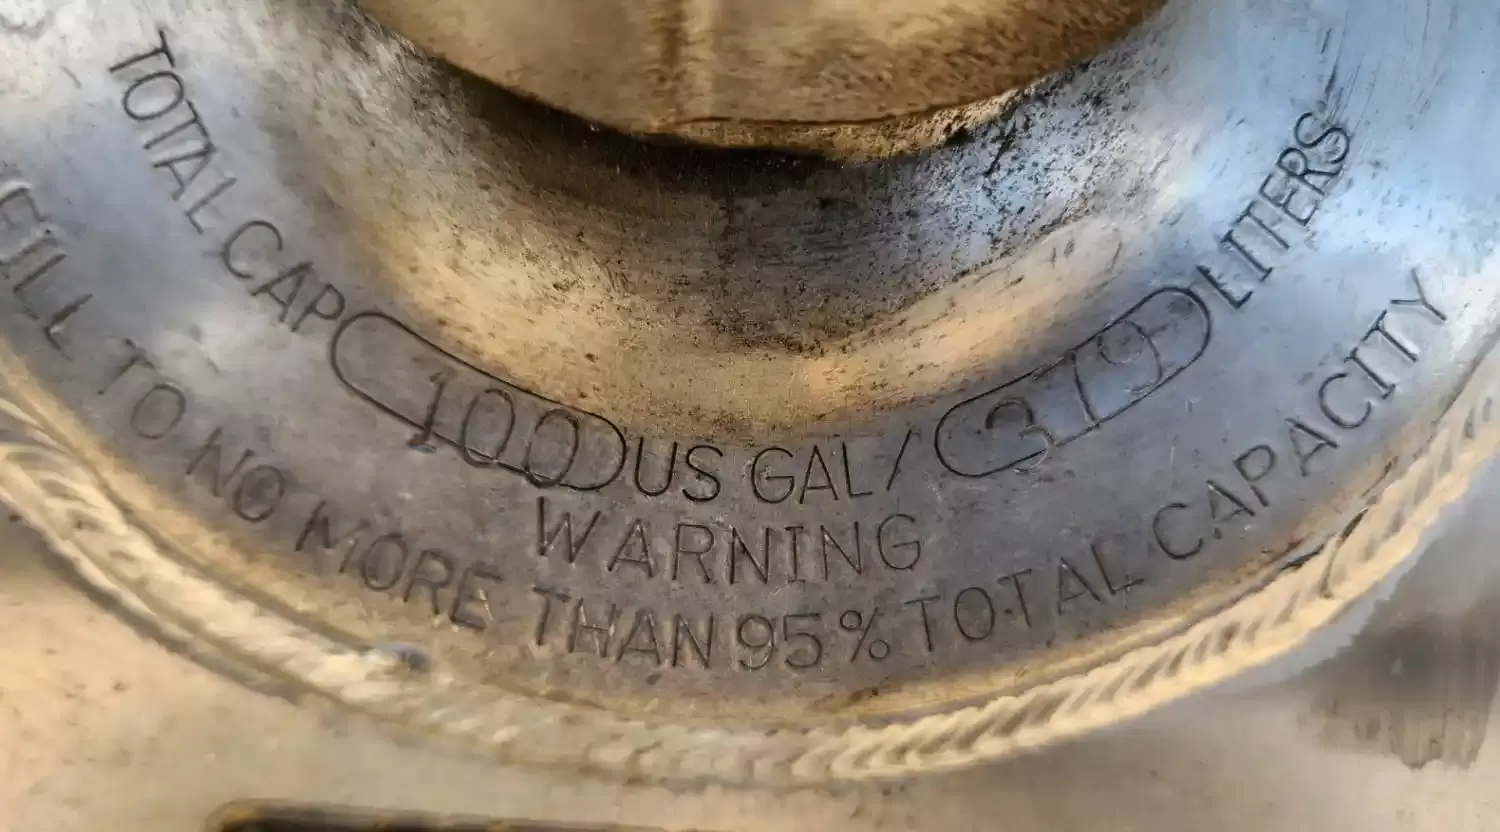 TOTAL CAP 100 US GAL / 379 LITERS
WARNING
FILL TO NO MORE THAN 95% TOTAL CAPACITY